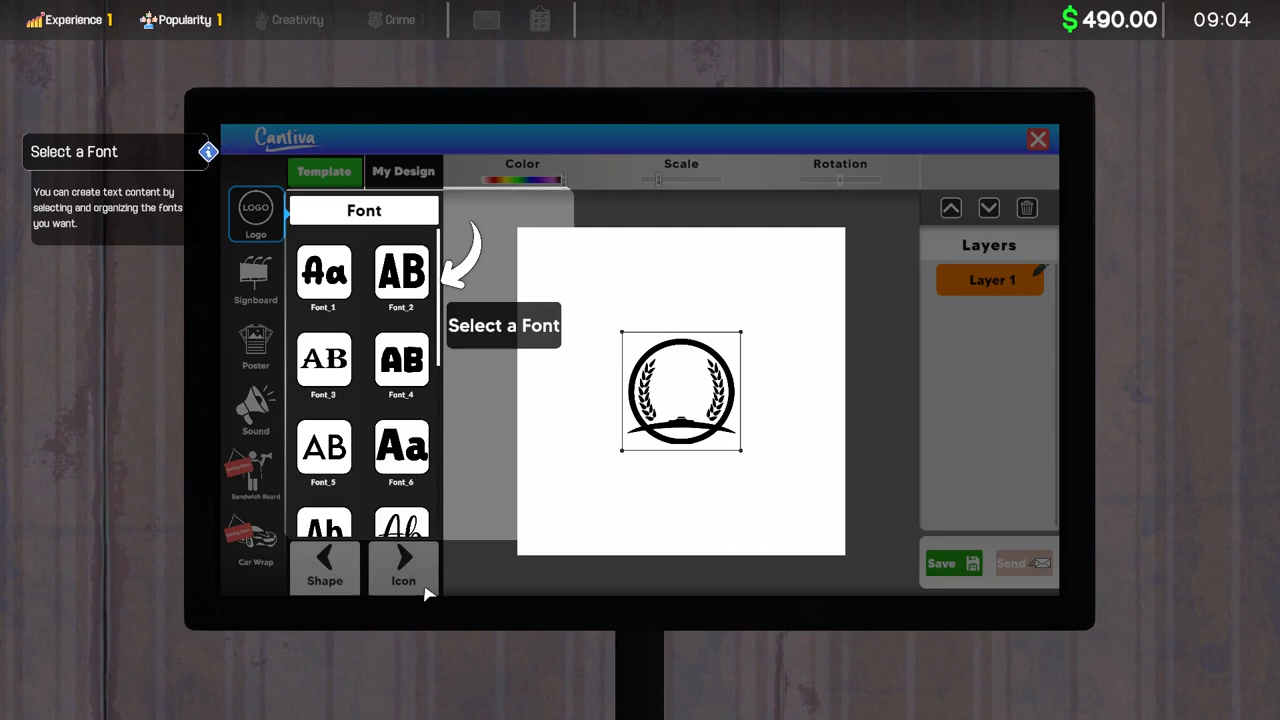 Experience 1
Popularity 1
Creativity
Crime
$ 490.00
09:04
Select a Font
You can create text content by
selecting and organizing the fonts
you want.
Cantiva
Template
My Design
Color
Scale
Rotation
LOGO
Logo
Signboard
Poster
Sound
Sandwich Board
Car Wrap
Font
Aa
AB
Font_1
Font_2
AB
AB
Font_3
Font_4
AB
Aa
Font_5
Font_6
Ab
Ab
Shape
Icon
Select a Font
Layers
Layer 1
Save
Send